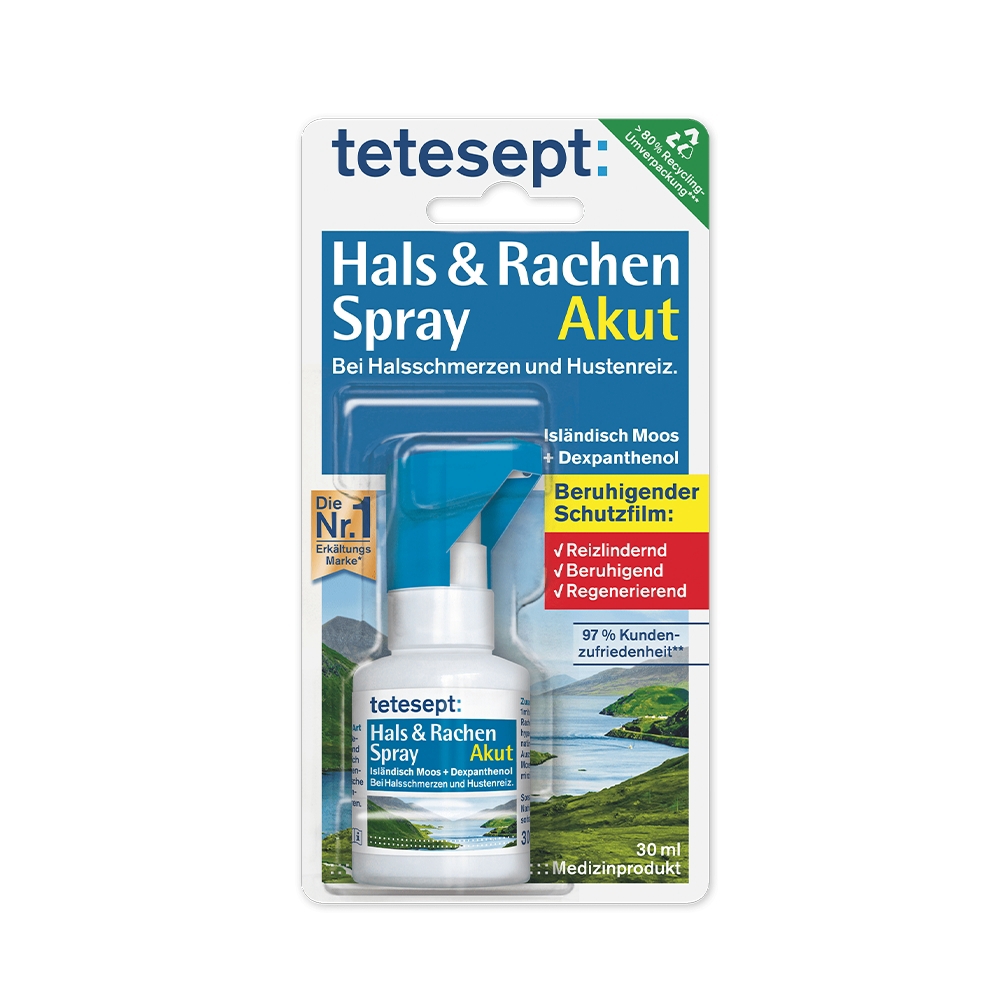 tetesept:
> 80% Recycling-
Umverpackung***
Hals & Rachen
Spray Akut
Bei Halsschmerzen und Hustenreiz.
Isländisch Moos
+ Dexpanthenol
Beruhigender
Schutzfilm:
√ Reizlindernd
√ Beruhigend
√ Regenerierend
Die
Nr.1
Erkältungs
Marke*
97 % Kunden-
zufriedenheit**
tetesept:
Hals & Rachen
Spray Akut
Isländisch Moos + Dexpanthenol
Bei Halsschmerzen und Hustenreiz.
30 ml
Medizinprodukt